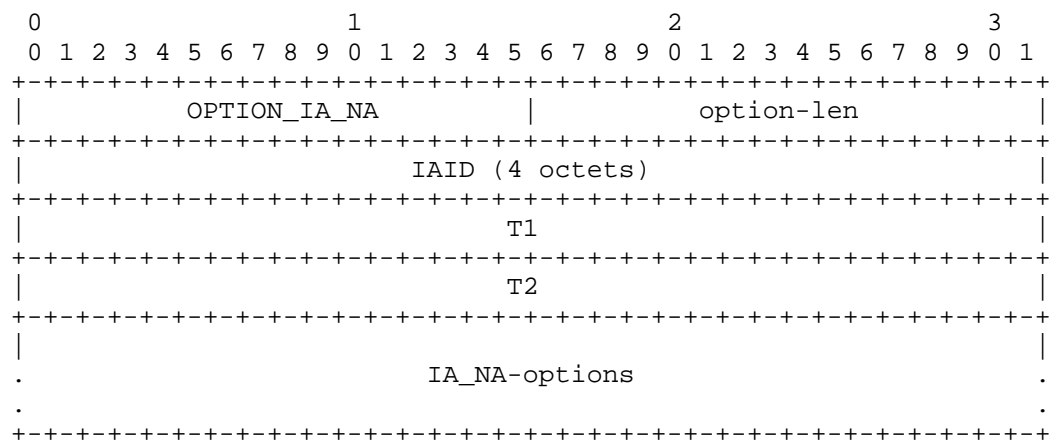 0                   1                   2                   3
 0 1 2 3 4 5 6 7 8 9 0 1 2 3 4 5 6 7 8 9 0 1 2 3 4 5 6 7 8 9 0 1
+-+-+-+-+-+-+-+-+-+-+-+-+-+-+-+-+-+-+-+-+-+-+-+-+-+-+-+-+-+-+-+-+
|          OPTION_IA_NA         |          option-len           |
+-+-+-+-+-+-+-+-+-+-+-+-+-+-+-+-+-+-+-+-+-+-+-+-+-+-+-+-+-+-+-+-+
|                        IAID (4 octets)                        |
+-+-+-+-+-+-+-+-+-+-+-+-+-+-+-+-+-+-+-+-+-+-+-+-+-+-+-+-+-+-+-+-+
|                              T1                               |
+-+-+-+-+-+-+-+-+-+-+-+-+-+-+-+-+-+-+-+-+-+-+-+-+-+-+-+-+-+-+-+-+
|                              T2                               |
+-+-+-+-+-+-+-+-+-+-+-+-+-+-+-+-+-+-+-+-+-+-+-+-+-+-+-+-+-+-+-+-+
|                                                               |
.                         IA_NA-options                         .
.                                                               .
+-+-+-+-+-+-+-+-+-+-+-+-+-+-+-+-+-+-+-+-+-+-+-+-+-+-+-+-+-+-+-+-+